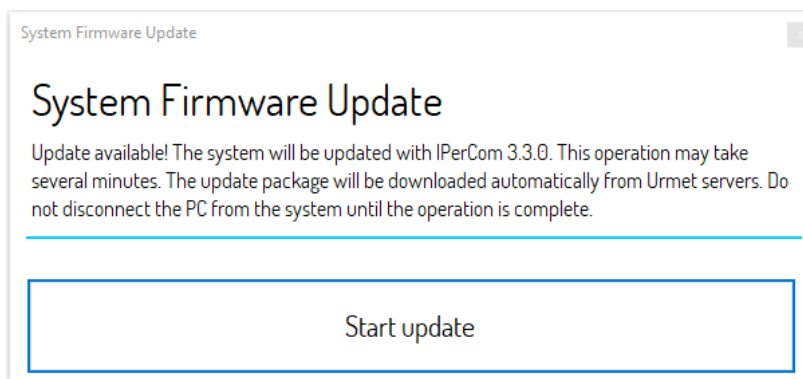 System Firmware Update
System Firmware Update
Update available! The system will be updated with IPerCom 3.3.0. This operation may take
several minutes. The update package will be downloaded automatically from Urmet servers. Do
not disconnect the PC from the system until the operation is complete.
Start update